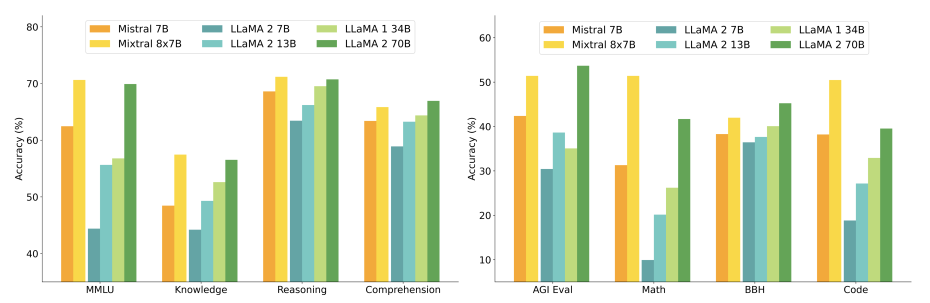 80
70
60
50
40
Accuracy (%)
Mistral 7B
Mixtral 8x7B
LLaMA 2 7B
LLaMA 2 13B
LLaMA 1 34B
LLaMA 2 70B
MMLU
Knowledge
Reasoning
Comprehension
60
50
40
30
20
10
Accuracy (%)
Mistral 7B
Mixtral 8x7B
LLaMA 2 7B
LLaMA 2 13B
LLaMA 1 34B
LLaMA 2 70B
AGI Eval
Math
BBH
Code